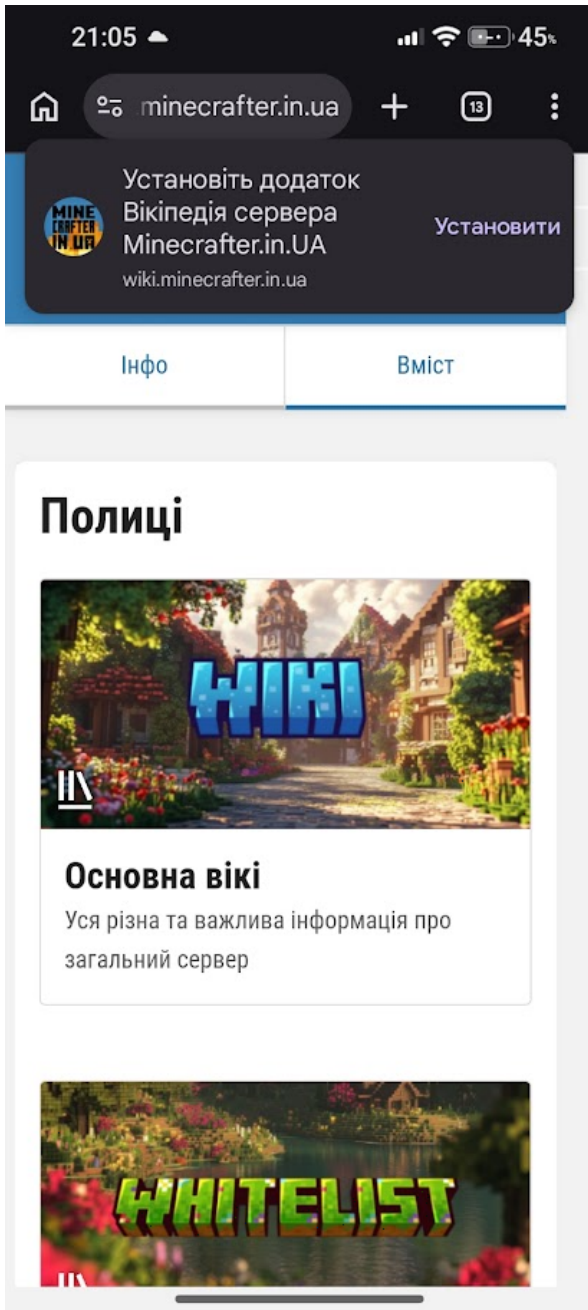 21:05
45%
minecrafter.in.ua
13
Установіть додаток
Вікіпедія сервера
Minecrafter.in.UA
wiki.minecrafter.in.ua
Установити
MINE
CRAFTER
IN.UA
Інфо
Вміст
Полиці
WIKI
Основна вікі
Уся різна та важлива інформація про
загальний сервер
WHITELIST